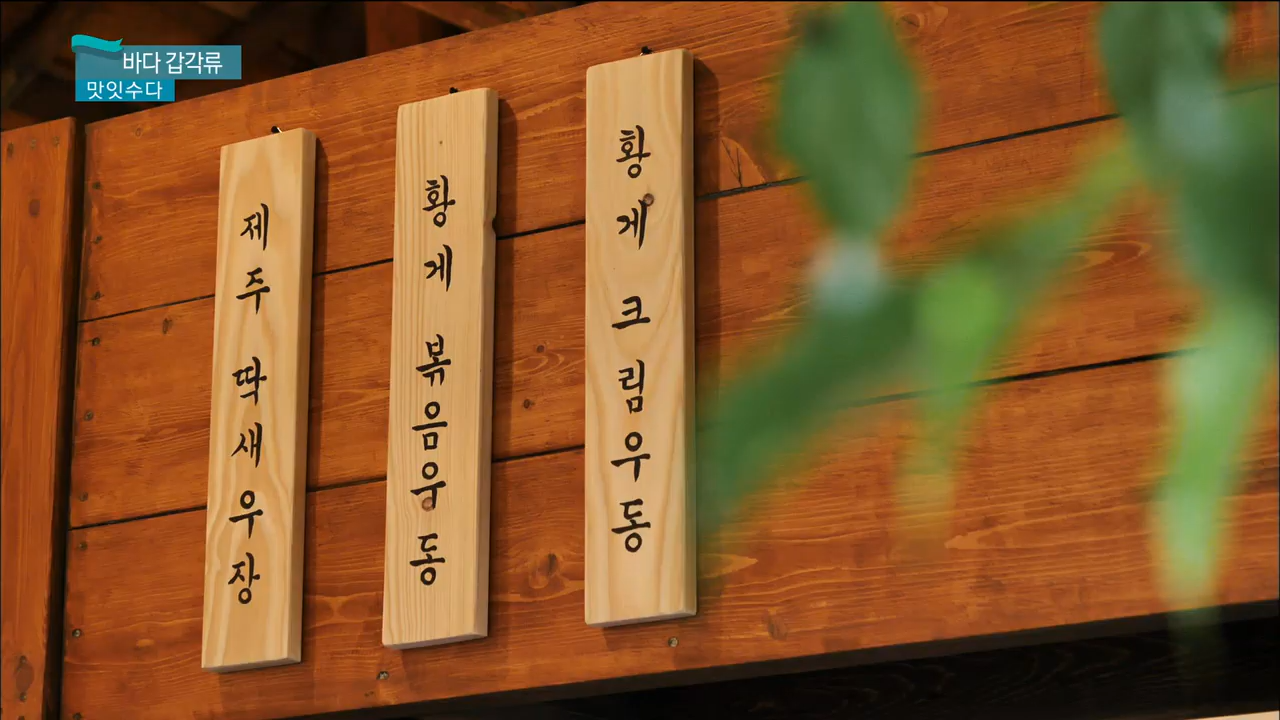 바다 갑각류
맛잇수다
제주 딱새우장
황게 볶음우동
황게 크림우동